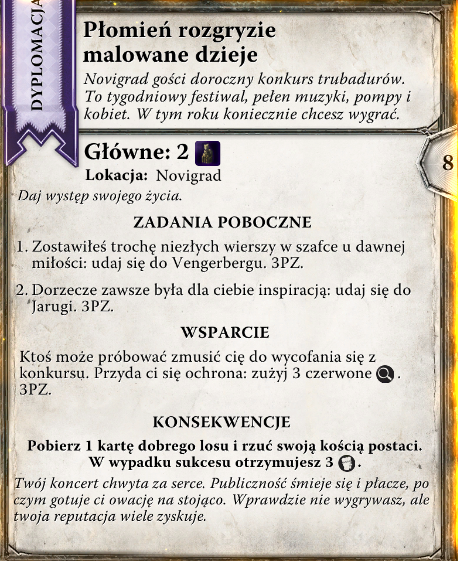 DYPLOMACJA
Płomień rozgryzie
malowane dzieje
Novigrad gości doroczny konkurs trubadurów.
To tygodniowy festiwal, pełen muzyki, pompy i
kobiet. W tym roku koniecznie chcesz wygrać.
8
Główne: 2
Lokacja: Novigrad
Daj występ swojego życia.
ZADANIA POBOCZNE
1. Zostawiłeś trochę niezłych wierszy w szafce u dawnej
miłości: udaj się do Vengerbergu. 3PZ.
2. Dorzecze zawsze była dla ciebie inspiracją: udaj się do
Jarugi. 3PZ.
WSPARCIE
Ktoś może próbować zmusić cię do wycofania się z
konkursu. Przyda ci się ochrona: zużyj 3 czerwone .
3PZ.
KONSEKWENCJE
Pobierz 1 kartę dobrego losu i rzuć swoją kością postaci.
W wypadku sukcesu otrzymujesz 3 .
Twój koncert chwyta za serce. Publiczność śmieje się i płacze, po
czym gotuje ci owację na stojąco. Wprawdzie nie wygrywasz, ale
twoja reputacja wiele zyskuje.